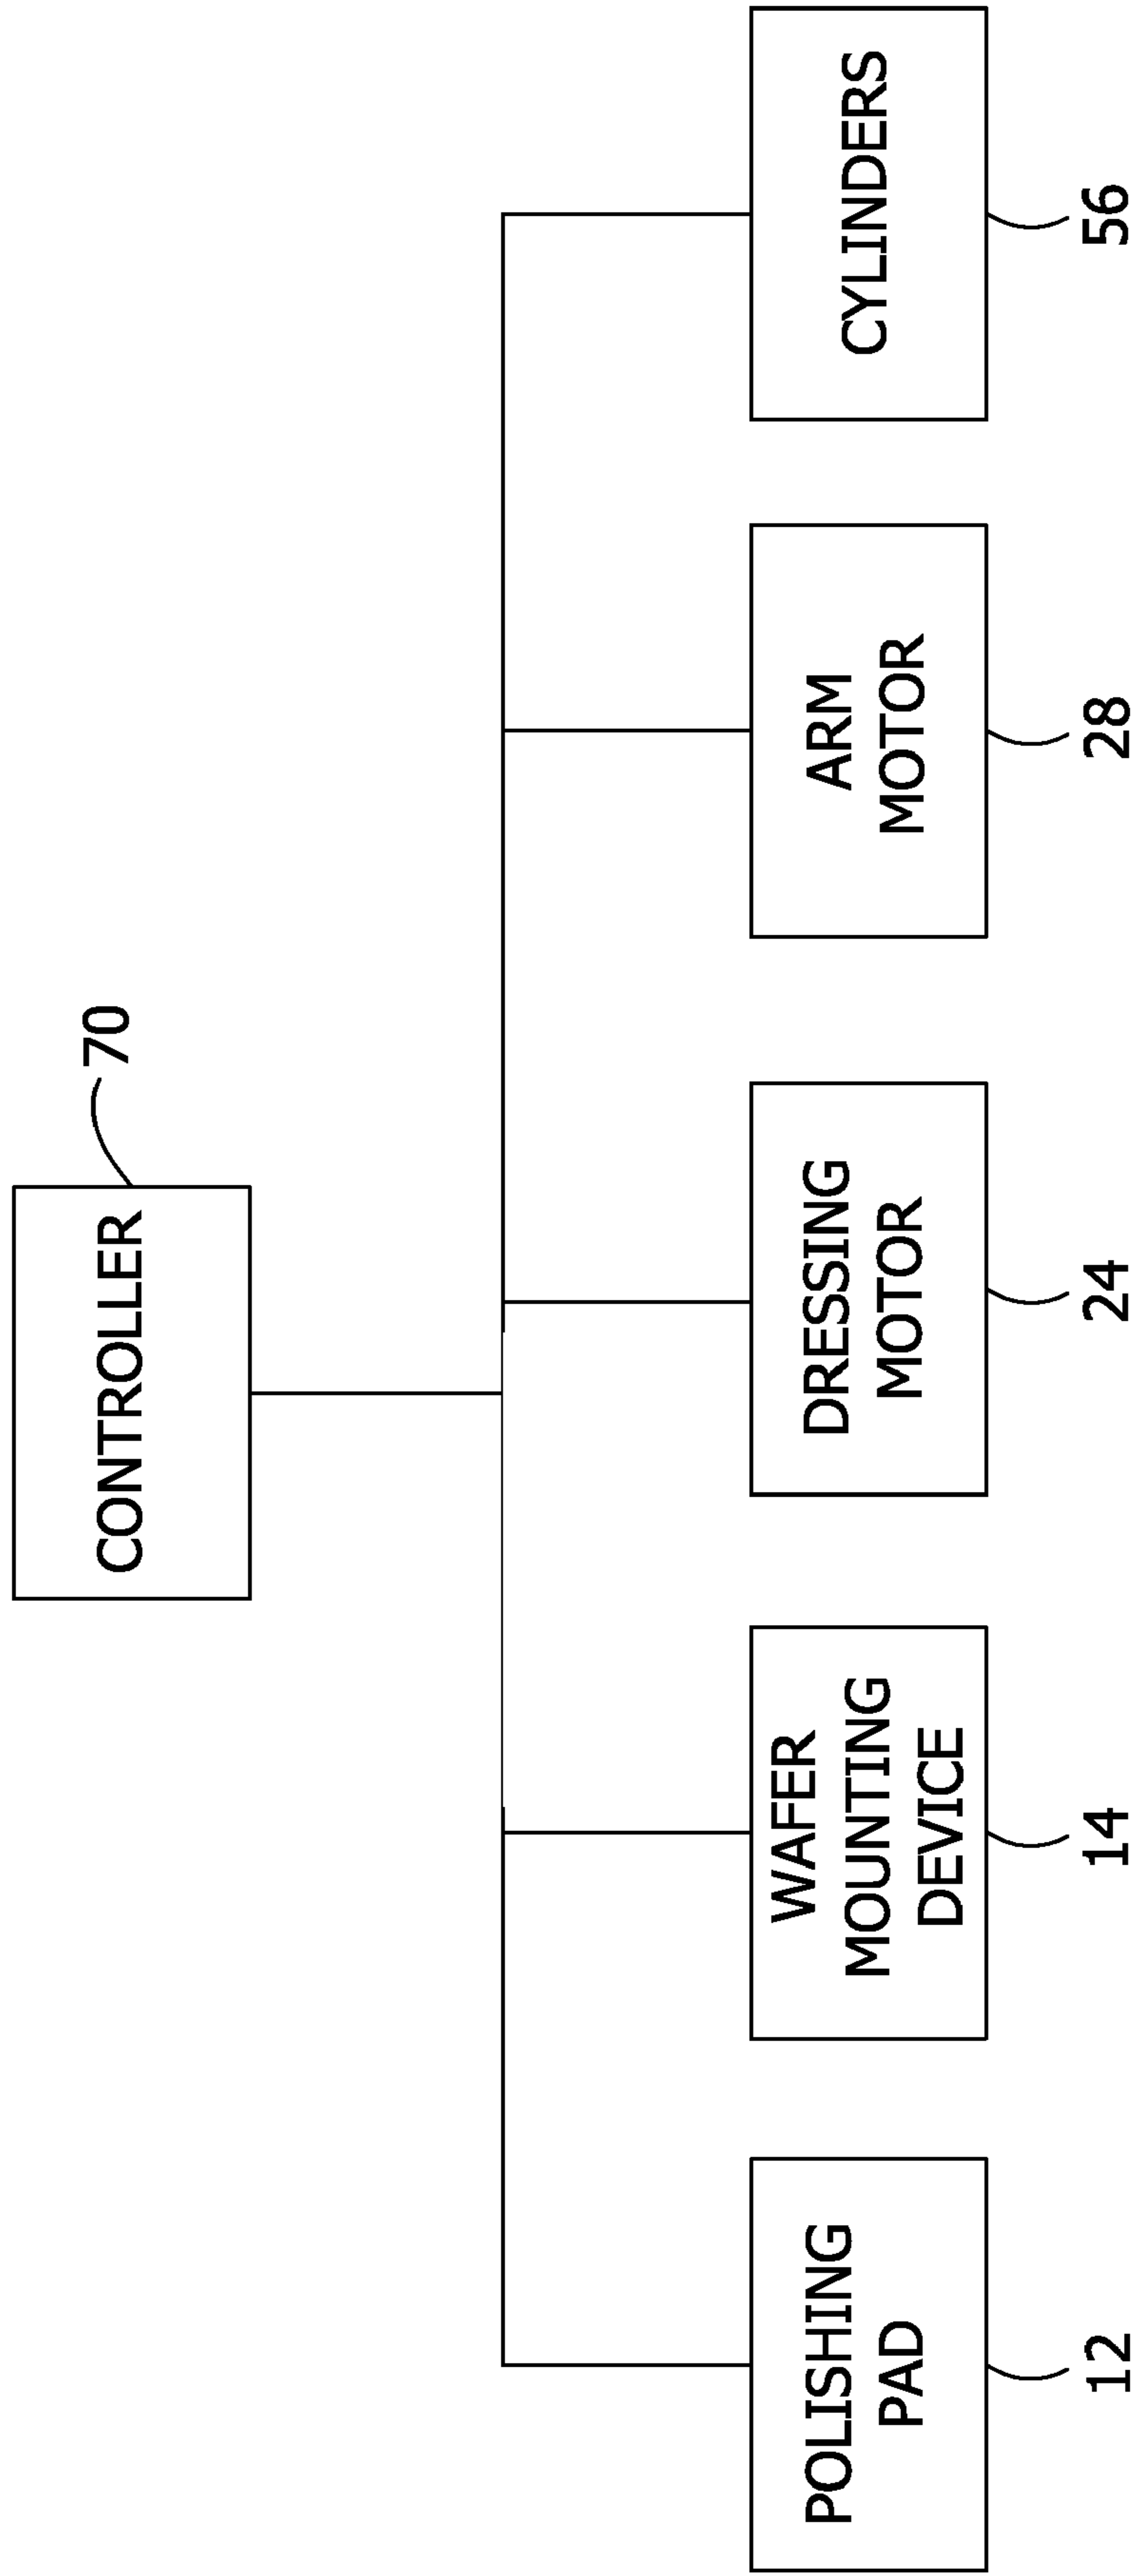 CONTROLLER
70
POLISHING
PAD
12
WAFER
MOUNTING
DEVICE
14
DRESSING
MOTOR
24
ARM
MOTOR
28
CYLINDERS
56